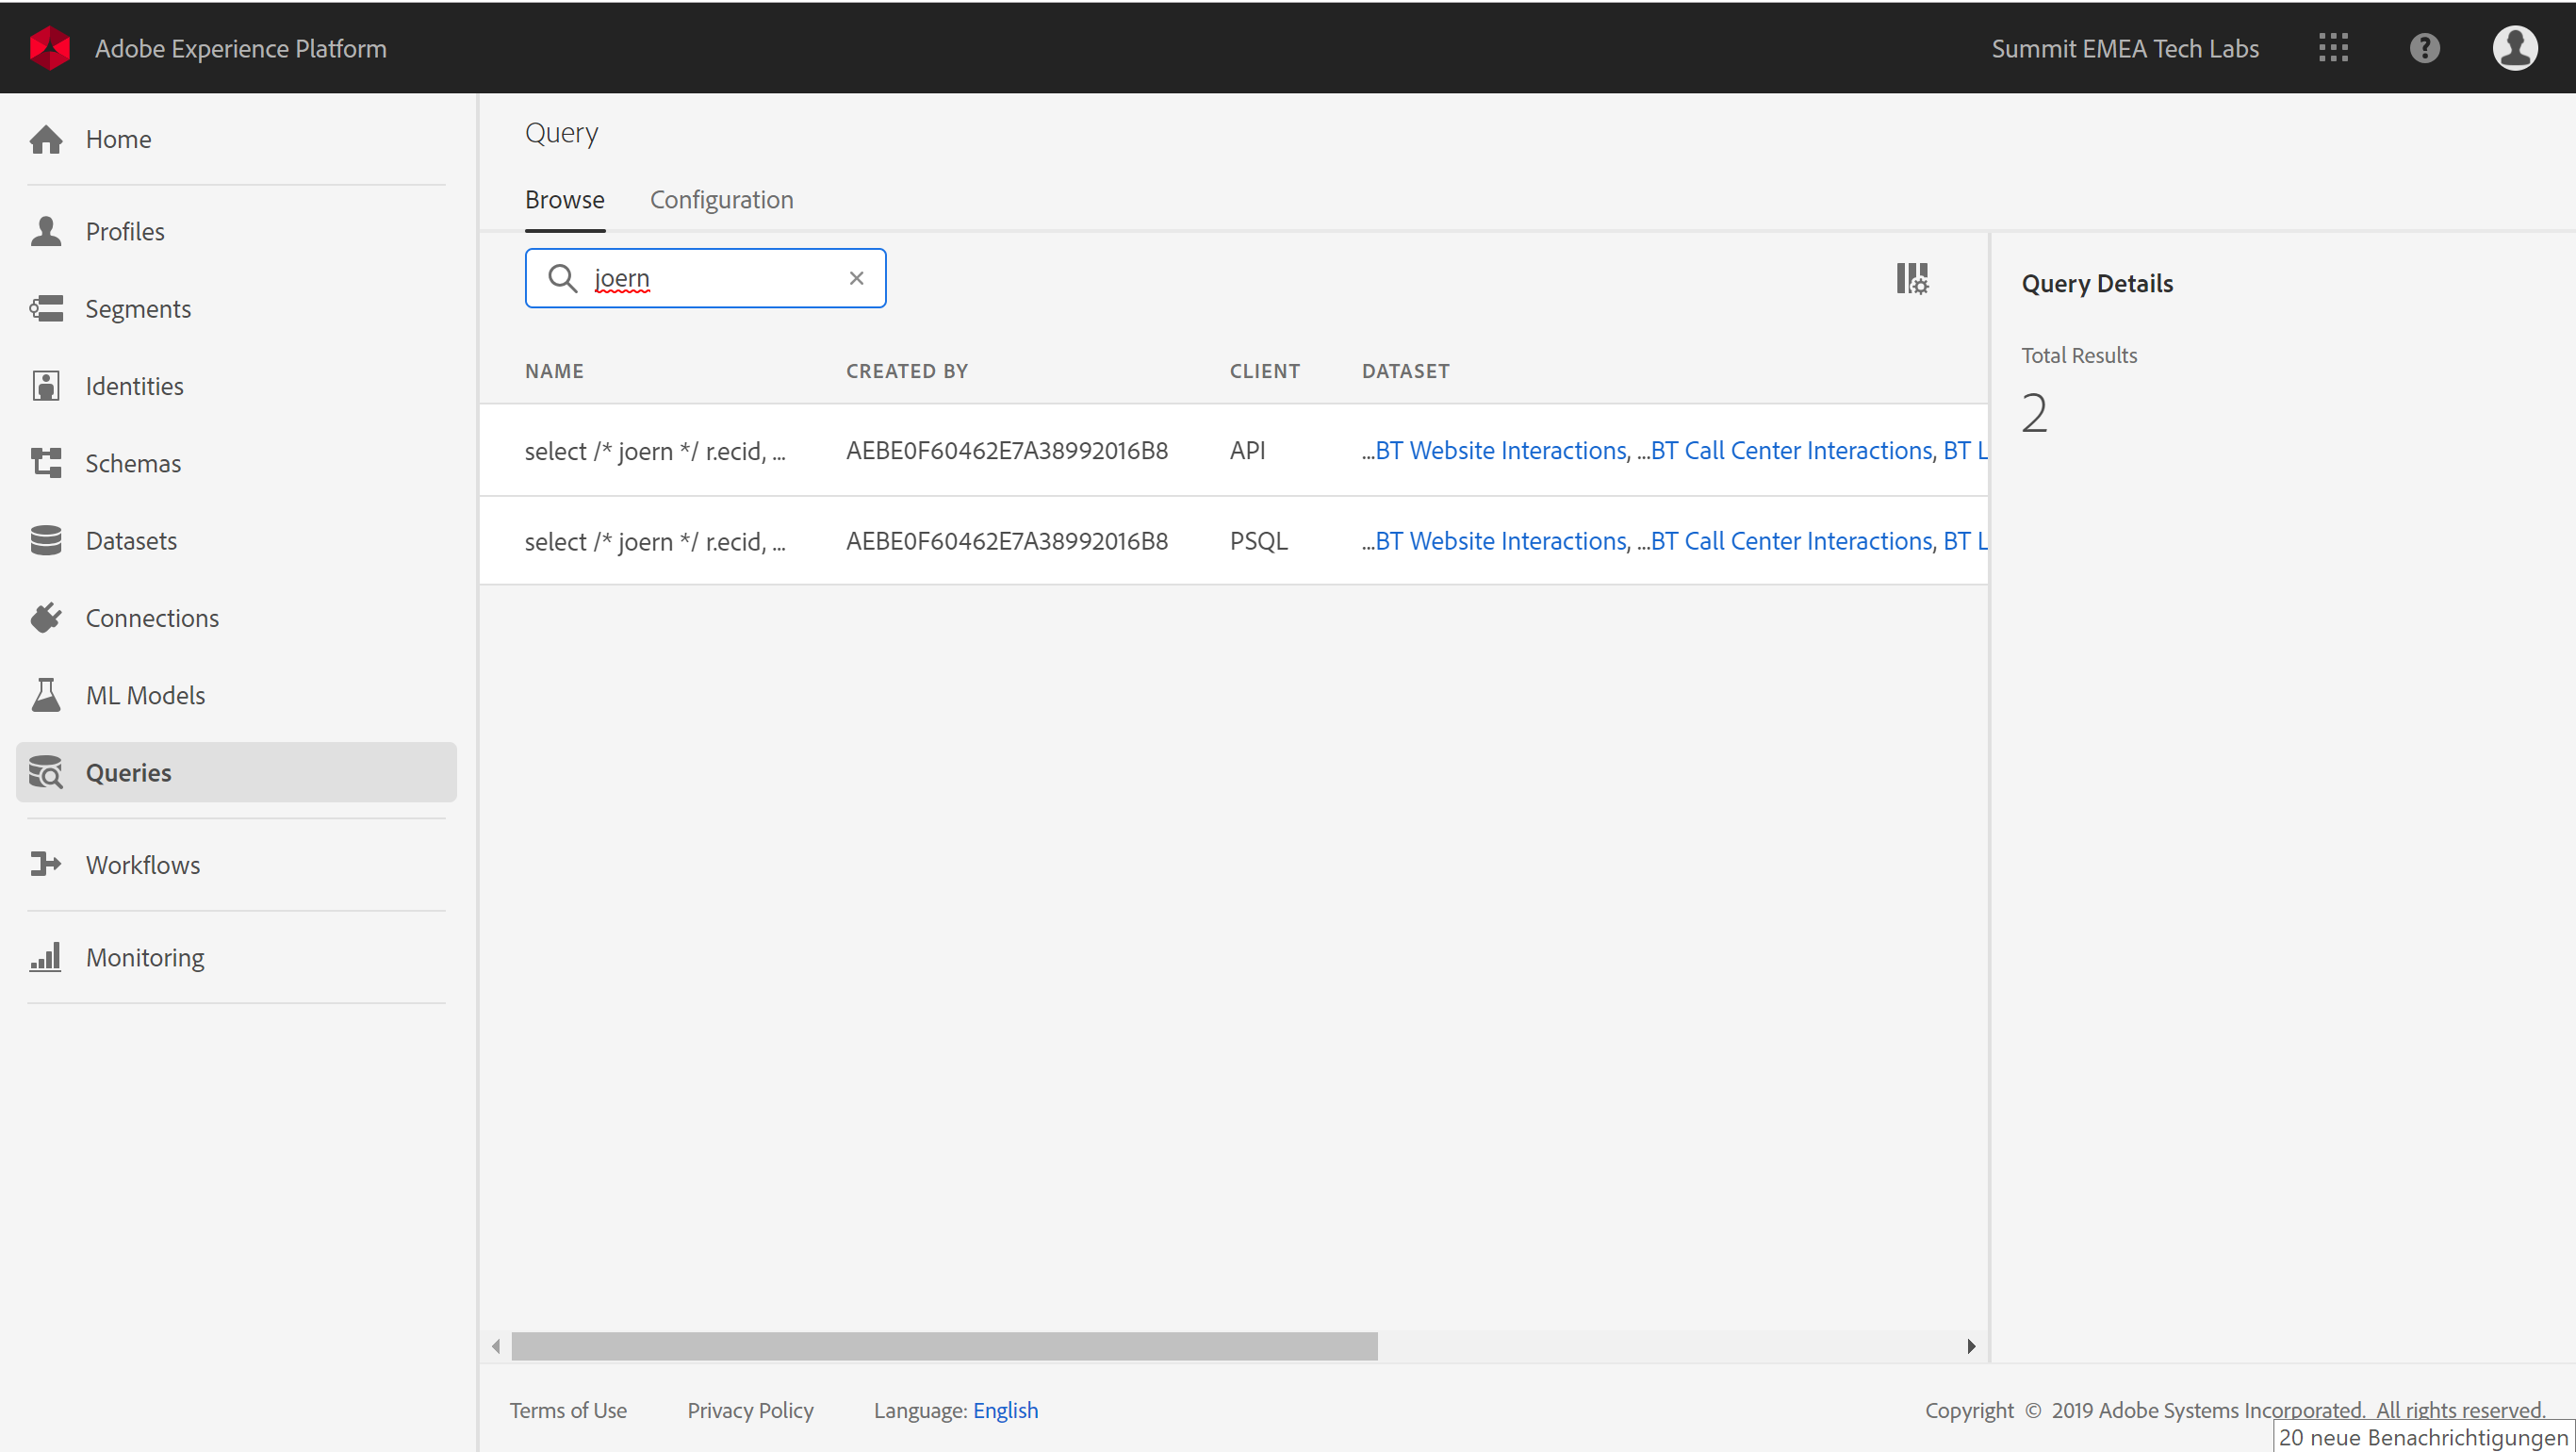 Adobe Experience Platform
Summit EMEA Tech Labs
?
Home
Profiles
Segments
Identities
Schemas
Datasets
Connections
ML Models
Queries
Workflows
Monitoring
Query
Browse Configuration
joern
NAME CREATED BY CLIENT DATASET
select /* joern */ r.ecid, ... AEBE0F60462E7A38992016B8 API ...BT Website Interactions, ...BT Call Center Interactions, BT L
select /* joern */ r.ecid, ... AEBE0F60462E7A38992016B8 PSQL ...BT Website Interactions, ...BT Call Center Interactions, BT L
Query Details
Total Results
2
Terms of Use Privacy Policy Language: English Copyright © 2019 Adobe Systems Incorporated. All rights reserved.
20 neue Benachrichtigungen